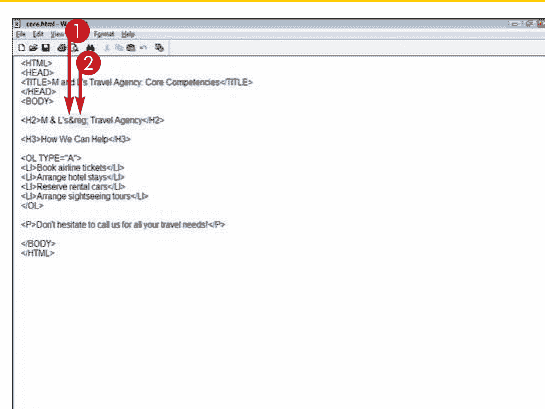 core.html - W
File Edit View Format Help
1
2
<HTML>
<HEAD>
<TITLE>M and L's Travel Agency: Core Competencies</TITLE>
</HEAD>
<BODY>
<H2>M & L's&reg; Travel Agency</H2>
<H3>How We Can Help</H3>
<OL TYPE="A">
<LI>Book airline tickets</LI>
<LI>Arrange hotel stays</LI>
<LI>Reserve rental cars</LI>
<LI>Arrange sightseeing tours</LI>
</OL>
<P>Don't hesitate to call us for all your travel needs!</P>
</BODY>
</HTML>